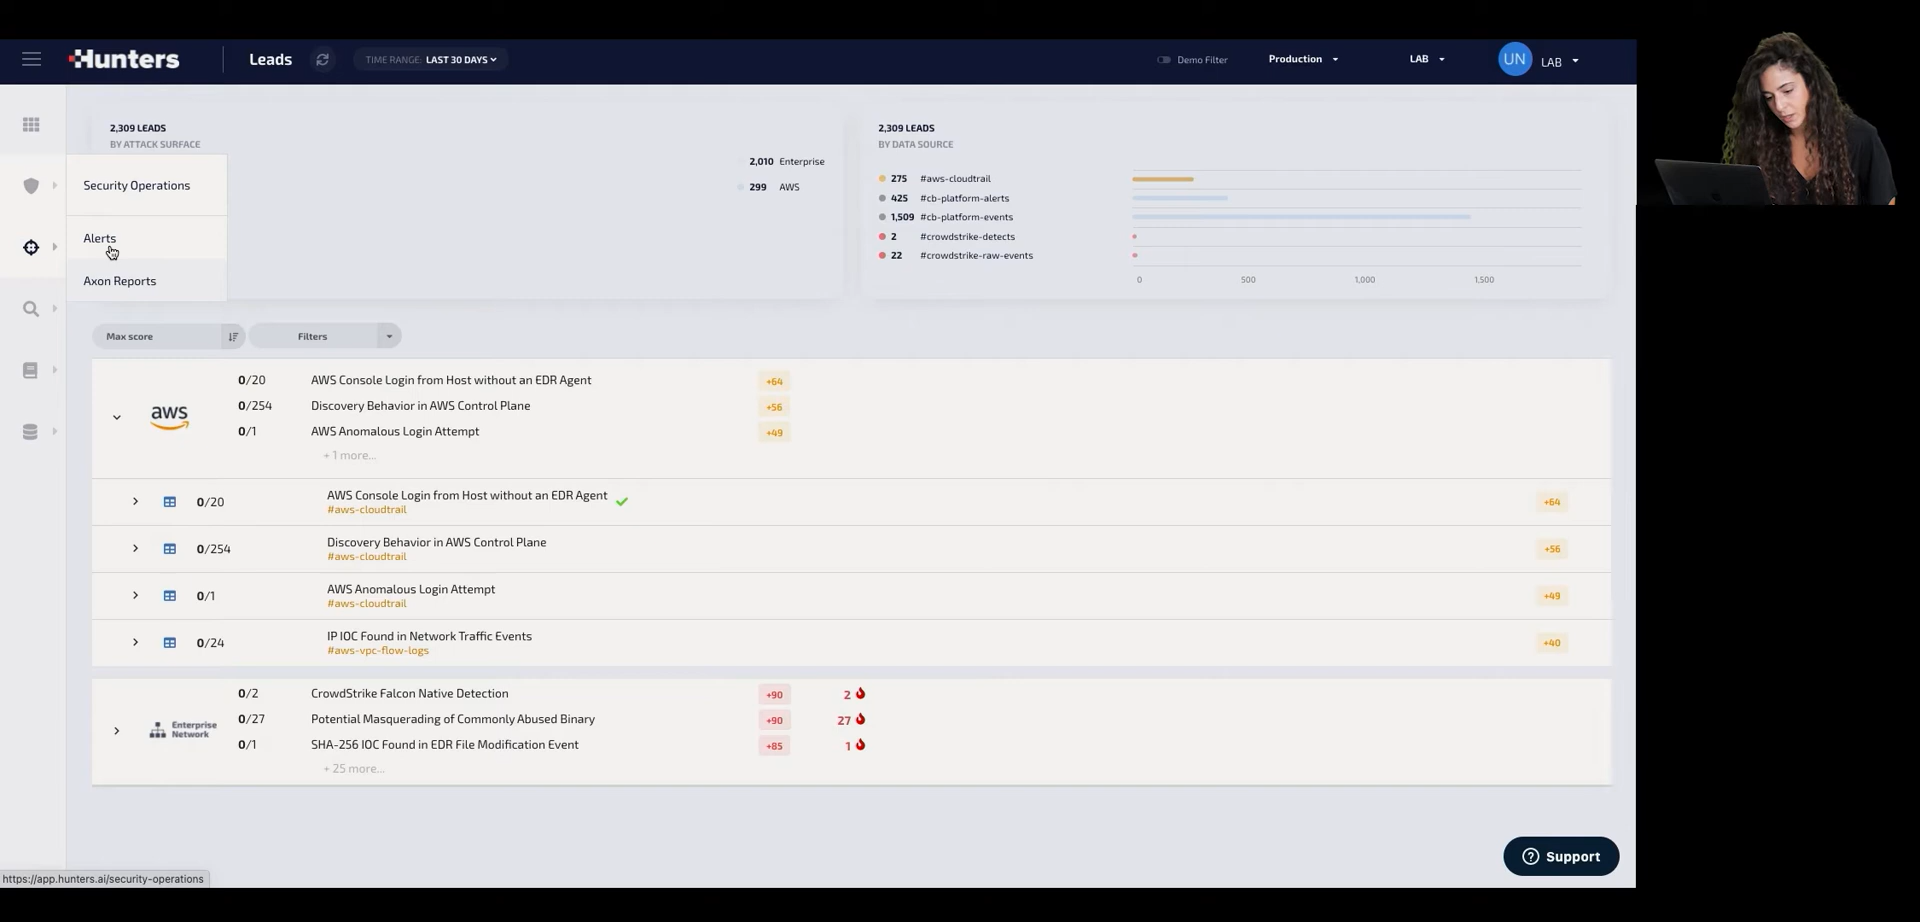 Hunters
Leads
TIME RANGE: LAST 30 DAYS
Demo Filter
Production
LAB
UN
LAB
2,309 LEADS
BY ATTACK SURFACE
2,010 Enterprise
299 AWS
2,309 LEADS
BY DATA SOURCE
275 #aws-cloudtrail
425 #cb-platform-alerts
1,509 #cb-platform-events
2 #crowdstrike-detects
22 #crowdstrike-raw-events
0 500 1,000 1,500
Security Operations
Alerts
Axon Reports
Max score
Filters
aws
0/20 AWS Console Login from Host without an EDR Agent +64
0/254 Discovery Behavior in AWS Control Plane +56
0/1 AWS Anomalous Login Attempt +49
+ 1 more...
0/20 AWS Console Login from Host without an EDR Agent +64
#aws-cloudtrail
0/254 Discovery Behavior in AWS Control Plane +56
#aws-cloudtrail
0/1 AWS Anomalous Login Attempt +49
#aws-cloudtrail
0/24 IP IOC Found in Network Traffic Events +40
#aws-vpc-flow-logs
Enterprise
Network
0/2 CrowdStrike Falcon Native Detection +90 2
0/27 Potential Masquerading of Commonly Abused Binary +90 27
0/1 SHA-256 IOC Found in EDR File Modification Event +85 1
+ 25 more...
Support
https://app.hunters.ai/security-operations